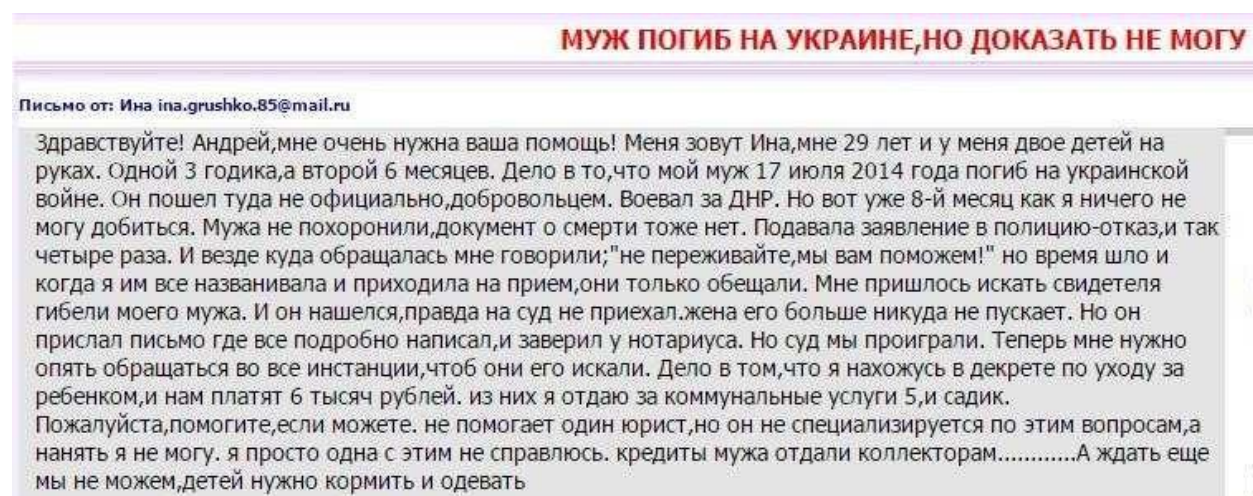 МУЖ ПОГИБ НА УКРАИНЕ,НО ДОКАЗАТЬ НЕ МОГУ
Письмо от: Ина ina.grushko.85@mail.ru
Здравствуйте! Андрей,мне очень нужна ваша помощь! Меня зовут Ина,мне 29 лет и у меня двое детей на
руках. Одной 3 годика,а второй 6 месяцев. Дело в то,что мой муж 17 июля 2014 года погиб на украинской
войне. Он пошел туда не официально,добровольцем. Воевал за ДНР. Но вот уже 8-й месяц как я ничего не
могу добиться. Мужа не похоронили,документ о смерти тоже нет. Подавала заявление в полицию-отказ,и так
четыре раза. И везде куда обращалась мне говорили;"не переживайте,мы вам поможем!" но время шло и
когда я им все названивала и приходила на прием,они только обещали. Мне пришлось искать свидетеля
гибели моего мужа. И он нашелся,правда на суд не приехал.жена его больше никуда не пускает. Но он
прислал письмо где все подробно написал,и заверил у нотариуса. Но суд мы проиграли. Теперь мне нужно
опять обращаться во все инстанции,чтоб они его искали. Дело в том,что я нахожусь в декрете по уходу за
ребенком,и нам платят 6 тысяч рублей. из них я отдаю за коммунальные услуги 5,и садик.
Пожалуйста,помогите,если можете. не помогает один юрист,но он не специализируется по этим вопросам,а
нанять я не могу. я просто одна с этим не справлюсь. кредиты мужа отдали коллекторам............А ждать еще
мы не можем,детей нужно кормить и одевать